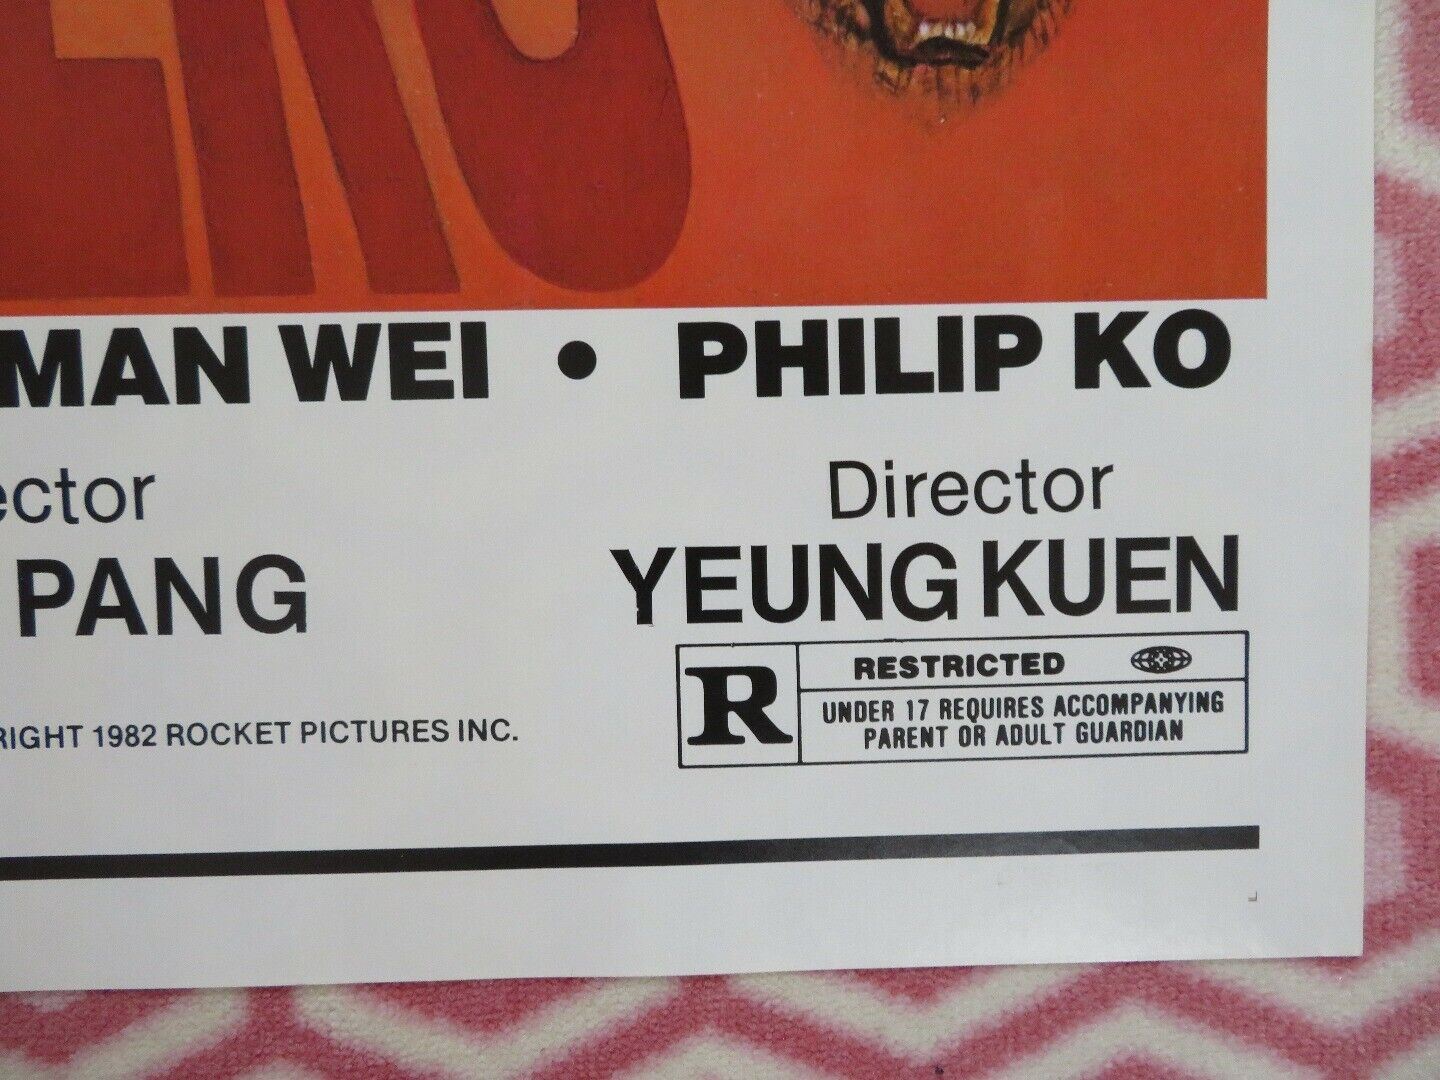 ERO
MAN WEI • PHILIP KO
ector
Director
PANG
YEUNG KUEN
R
RESTRICTED
UNDER 17 REQUIRES ACCOMPANYING
PARENT OR ADULT GUARDIAN
RIGHT 1982 ROCKET PICTURES INC.